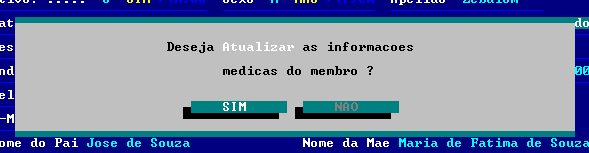 Deseja Atualizar as informacoes
medicas do membro ?
SIM NAO
ome do Pai Jose de Souza Nome da Mae Maria de Fatima de Souza